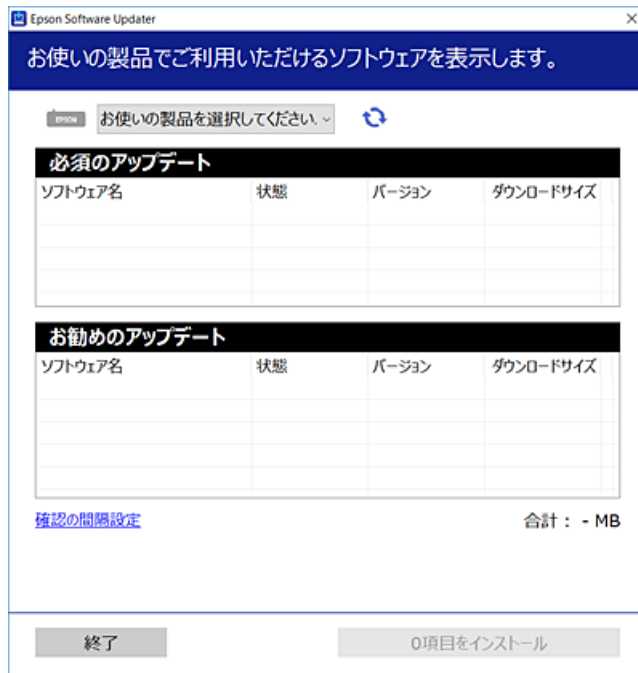 Epson Software Updater
お使いの製品でご利用いただけるソフトウェアを表示します。
EPSON お使いの製品を選択してください.
必須のアップデート
ソフトウェア名 状態 バージョン ダウンロードサイズ
お勧めのアップデート
ソフトウェア名 状態 バージョン ダウンロードサイズ
確認の間隔設定 合計： - MB
終了 0項目をインストール